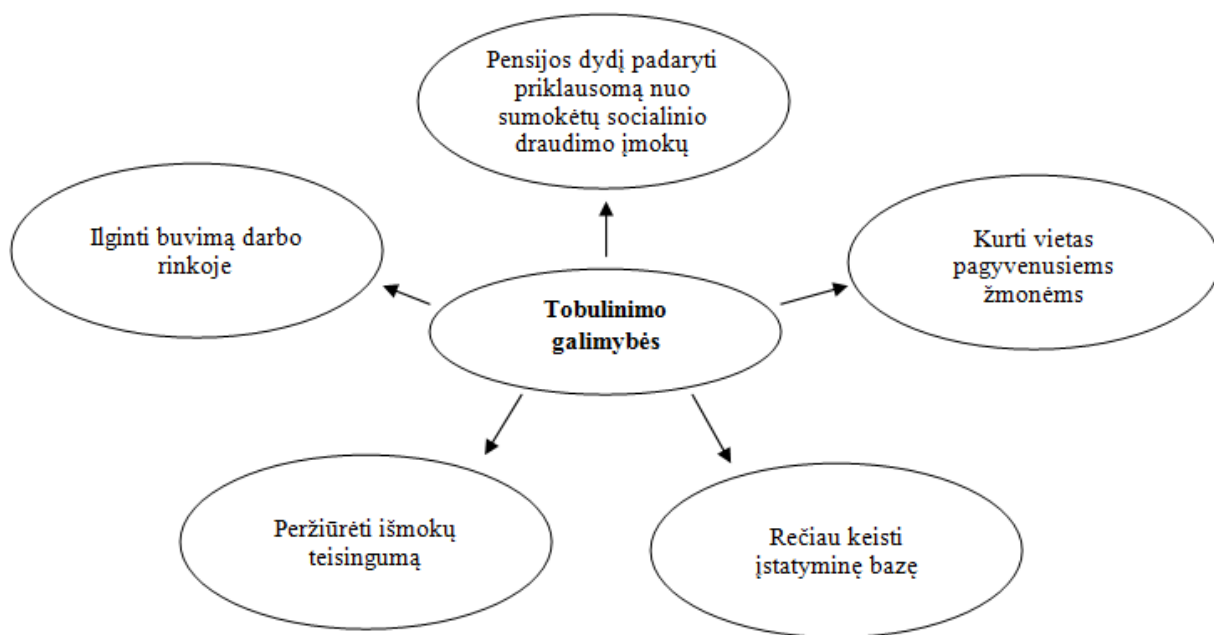 Pensijos dydį padaryti
priklausomą nuo
sumokėtų socialinio
draudimo įmokų
Ilginti buvimą darbo
rinkoje
Kurti vietas
pagyvenusiems
žmonėms
Tobulinimo
galimybės
Peržiūrėti išmokų
teisingumą
Rečiau keisti
įstatyminę bazę